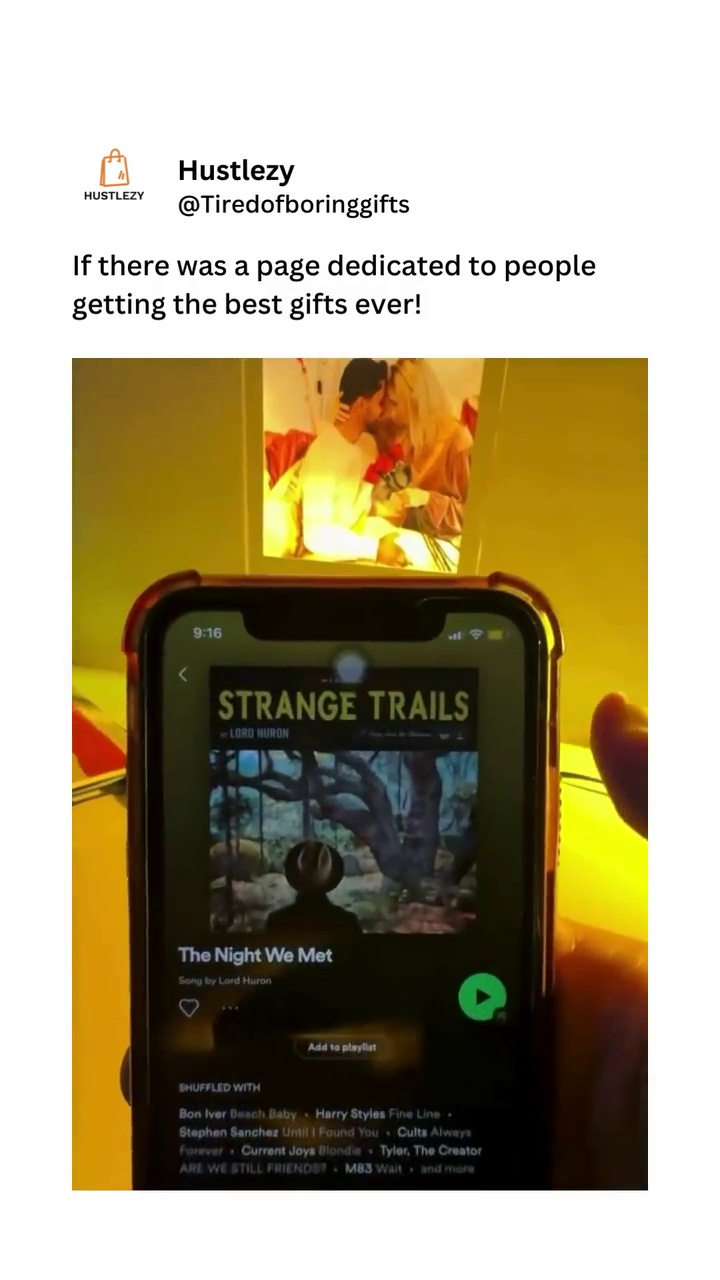 HUSTLEZY
Hustlezy
@Tiredofboringgifts
If there was a page dedicated to people
getting the best gifts ever!
9:16
STRANGE TRAILS
BY LORD HURON
The Night We Met
Song by Lord Huron
Add to playlist
SHUFFLED WITH
Bon Iver Beach Baby • Harry Styles Fine Line •
Stephen Sanchez Until I Found You • Cults Always
Forever • Current Joys Blondie • Tyler, The Creator
ARE WE STILL FRIENDS? • M83 Wait • and more